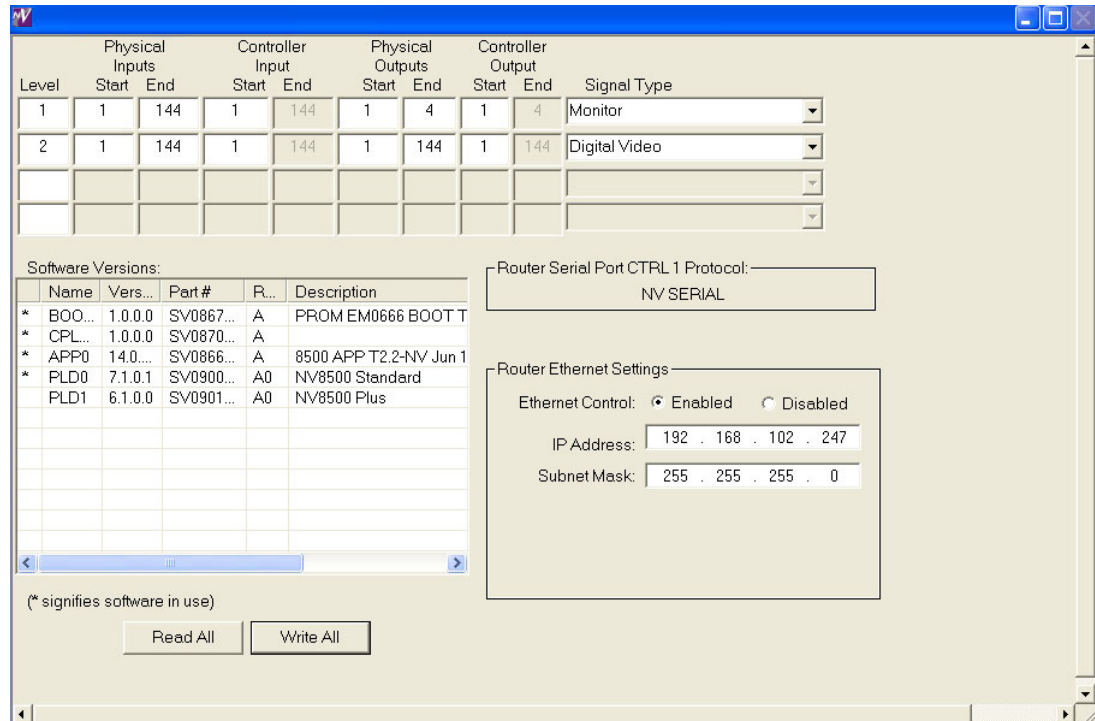 Physical Inputs Controller Input Physical Outputs Controller Output
Level Start End Start End Start End Start End Signal Type
1 1 144 1 144 1 4 1 4 Monitor
2 1 144 1 144 1 144 1 144 Digital Video
Software Versions:
Name Vers... Part # R... Description
* BOO... 1.0.0.0 SV0867... A PROM EM0666 BOOT T
* CPL... 1.0.0.0 SV0870... A
* APP0 14.0.... SV0866... A 8500 APP T2.2-NV Jun 1
* PLD0 7.1.0.1 SV0900... A0 NV8500 Standard
PLD1 6.1.0.0 SV0901... A0 NV8500 Plus
(* signifies software in use)
Read All Write All
Router Serial Port CTRL 1 Protocol:
NV SERIAL
Router Ethernet Settings
Ethernet Control: Enabled Disabled
IP Address: 192 . 168 . 102 . 247
Subnet Mask: 255 . 255 . 255 . 0